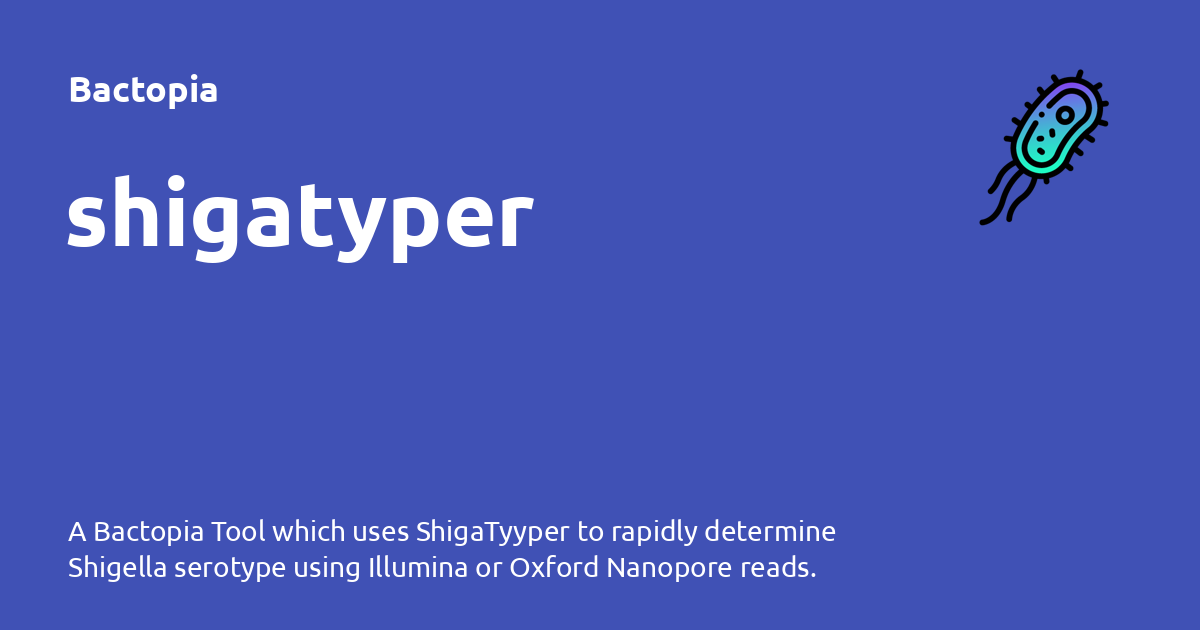 Bactopia
shigatyper
A Bactopia Tool which uses ShigaTyyper to rapidly determine
Shigella serotype using Illumina or Oxford Nanopore reads.